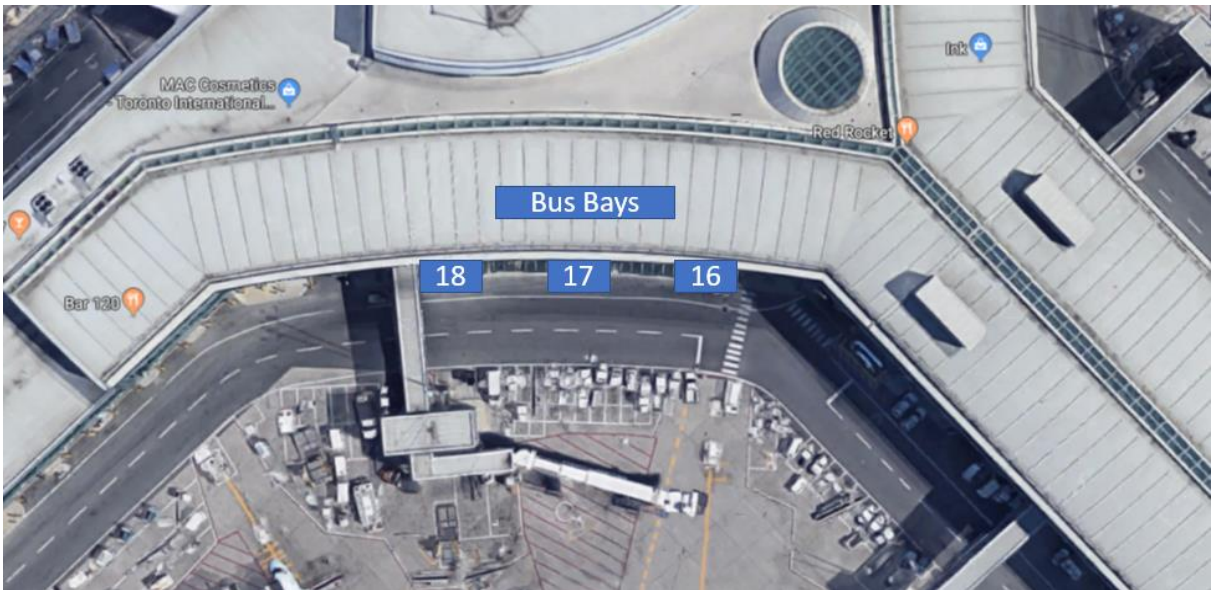 Ink
MAC Cosmetics
- Toronto International...
Red Rocket
Bus Bays
18
17
16
Bar 120